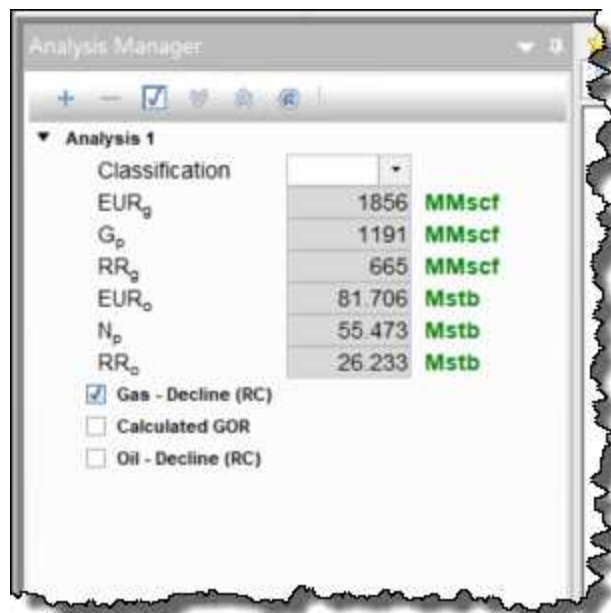 Analysis Manager
Analysis 1
Classification
EURg 1856 MMscf
Gp 1191 MMscf
RRg 665 MMscf
EURo 81.706 Mstb
Np 55.473 Mstb
RRo 26.233 Mstb
Gas - Decline (RC)
Calculated GOR
Oil - Decline (RC)